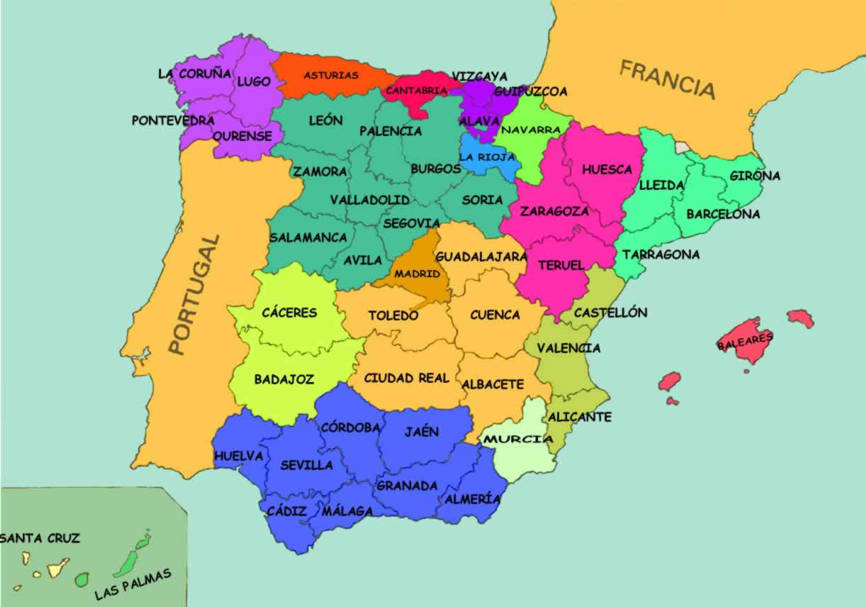 LA CORUÑA
LUGO
ASTURIAS
CANTABRIA
VIZCAYA
GUIPUZCOA
FRANCIA
PONTEVEDRA
OURENSE
LEÓN
PALENCIA
ALAVA
NAVARRA
BURGOS
LA RIOJA
ZAMORA
HUESCA
LLEIDA
GIRONA
VALLADOLID
SORIA
ZARAGOZA
BARCELONA
SEGOVIA
SALAMANCA
AVILA
MADRID
GUADALAJARA
TERUEL
TARRAGONA
PORTUGAL
CÁCERES
TOLEDO
CUENCA
CASTELLÓN
VALENCIA
BALEARES
BADAJOZ
CIUDAD REAL
ALBACETE
ALICANTE
CÓRDOBA
JAÉN
MURCIA
HUELVA
SEVILLA
GRANADA
ALMERÍA
CÁDIZ
MÁLAGA
SANTA CRUZ
LAS PALMAS